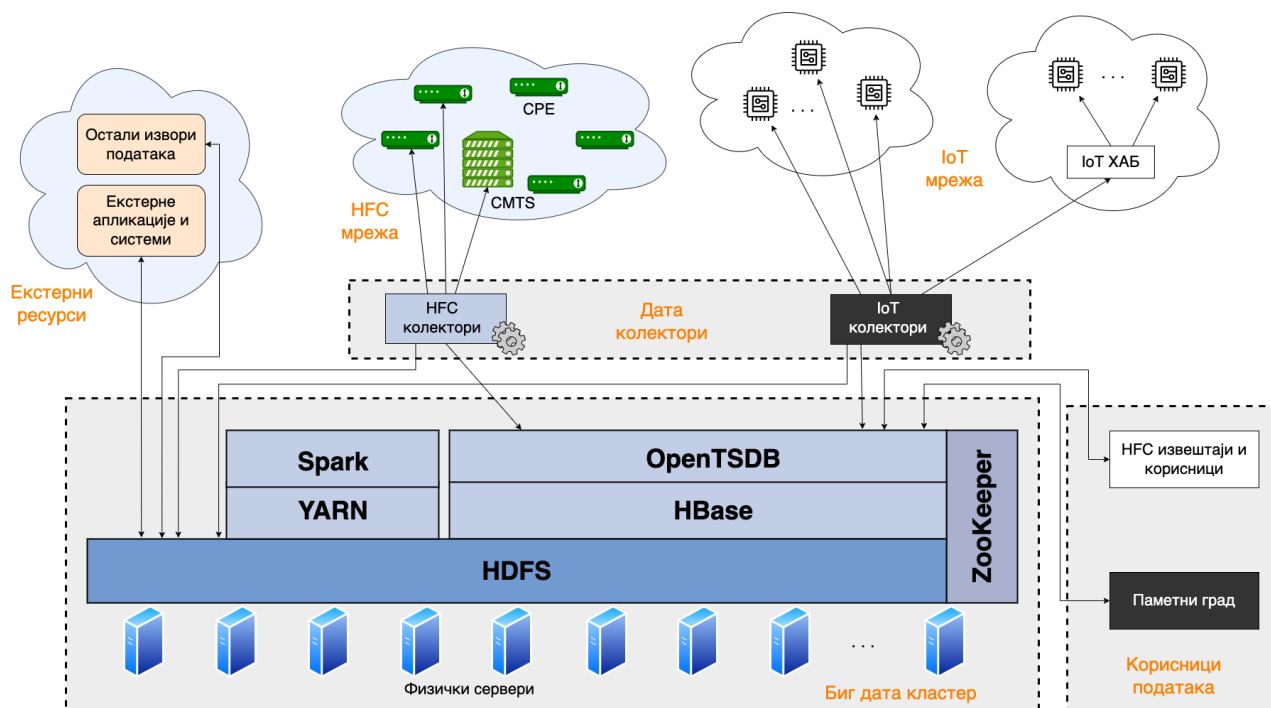 Остали извори
података
Екстерне
апликације и
системи
Екстерни
ресурси
CPE
CMTS
HFC
мрежа
IoT
мрежа
IoT ХАБ
HFC
колектори
Дата
колектори
IoT
колектори
Spark
YARN
OpenTSDB
HBase
ZooKeeper
HDFS
Физички сервери
Биг дата кластер
HFC извештаји и
корисници
Паметни град
Корисници
података